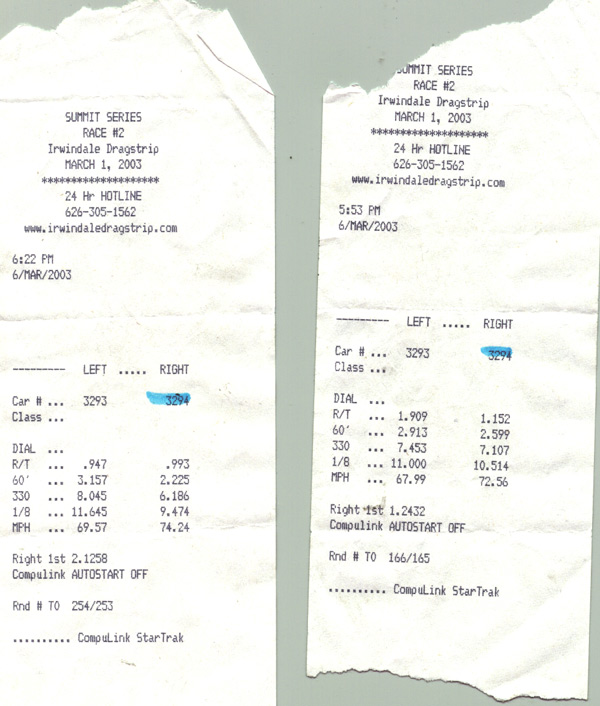 SUMMIT SERIES
RACE #2
Irwindale Dragstrip
MARCH 1, 2003
********************
24 Hr HOTLINE
626-305-1562
www.irwindaledragstrip.com
6:22 PM
6/MAR/2003
--------- LEFT ..... RIGHT
Car # ... 3293 3294
Class ...
DIAL ...
R/T ... .947 .993
60' ... 3.157 2.225
330 ... 8.045 6.186
1/8 ... 11.645 9.474
MPH ... 69.57 74.24
Right 1st 2.1258
Compulink AUTOSTART OFF
Rnd # TO 254/253
.......... CompuLink StarTrak
SUMMIT SERIES
RACE #2
Irwindale Dragstrip
MARCH 1, 2003
********************
24 Hr HOTLINE
626-305-1562
www.irwindaledragstrip.com
5:53 PM
6/MAR/2003
--------- LEFT ..... RIGHT
Car # ... 3293 3294
Class ...
DIAL ...
R/T ... 1.909 1.152
60' ... 2.913 2.599
330 ... 7.453 7.107
1/8 ... 11.000 10.514
MPH ... 67.99 72.56
Right 1st 1.2432
Compulink AUTOSTART OFF
Rnd # TO 166/165
.......... CompuLink StarTrak